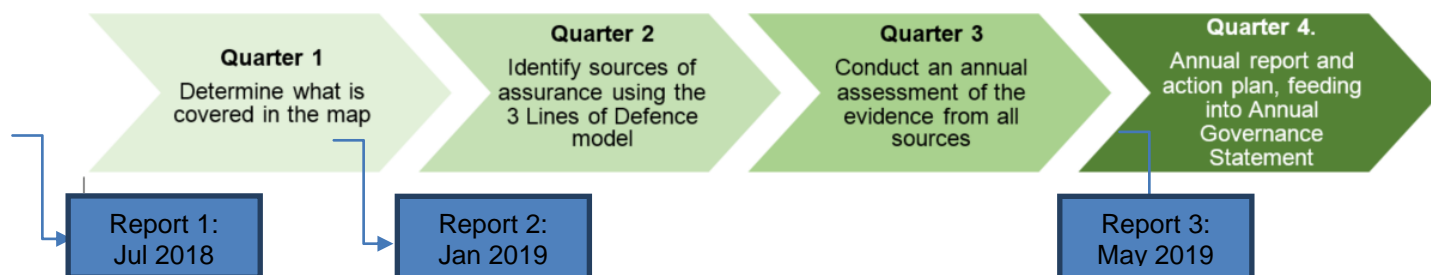 Quarter 1
Determine what is
covered in the map
Quarter 2
Identify sources of
assurance using the
3 Lines of Defence
model
Quarter 3
Conduct an annual
assessment of the
evidence from all
sources
Quarter 4.
Annual report and
action plan, feeding
into Annual
Governance
Statement
Report 1:
Jul 2018
Report 2:
Jan 2019
Report 3:
May 2019